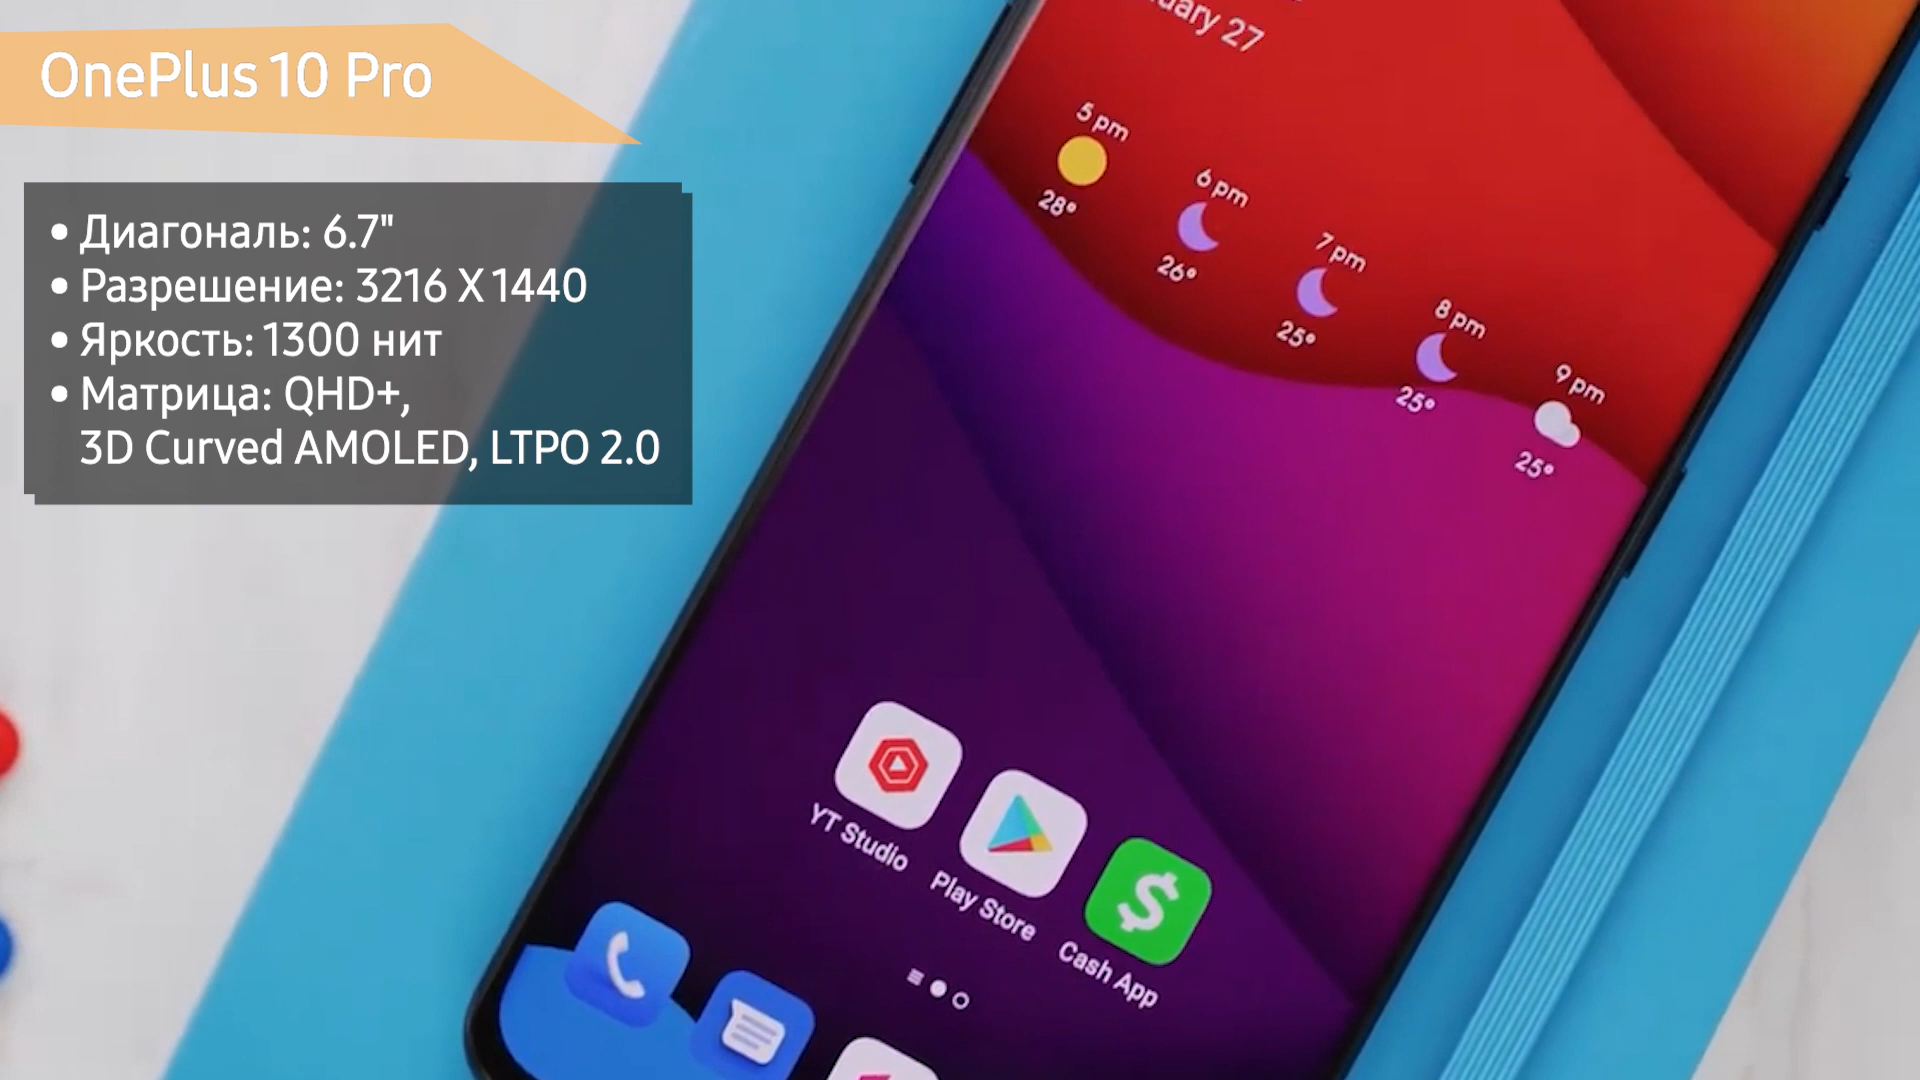 OnePlus 10 Pro
• Диагональ: 6.7"
• Разрешение: 3216 X 1440
• Яркость: 1300 нит
• Матрица: QHD+,
3D Curved AMOLED, LTPO 2.0
27
5 pm
28°
6 pm
26°
7 pm
25°
8 pm
25°
9 pm
25°
YT Studio
Play Store
Cash App